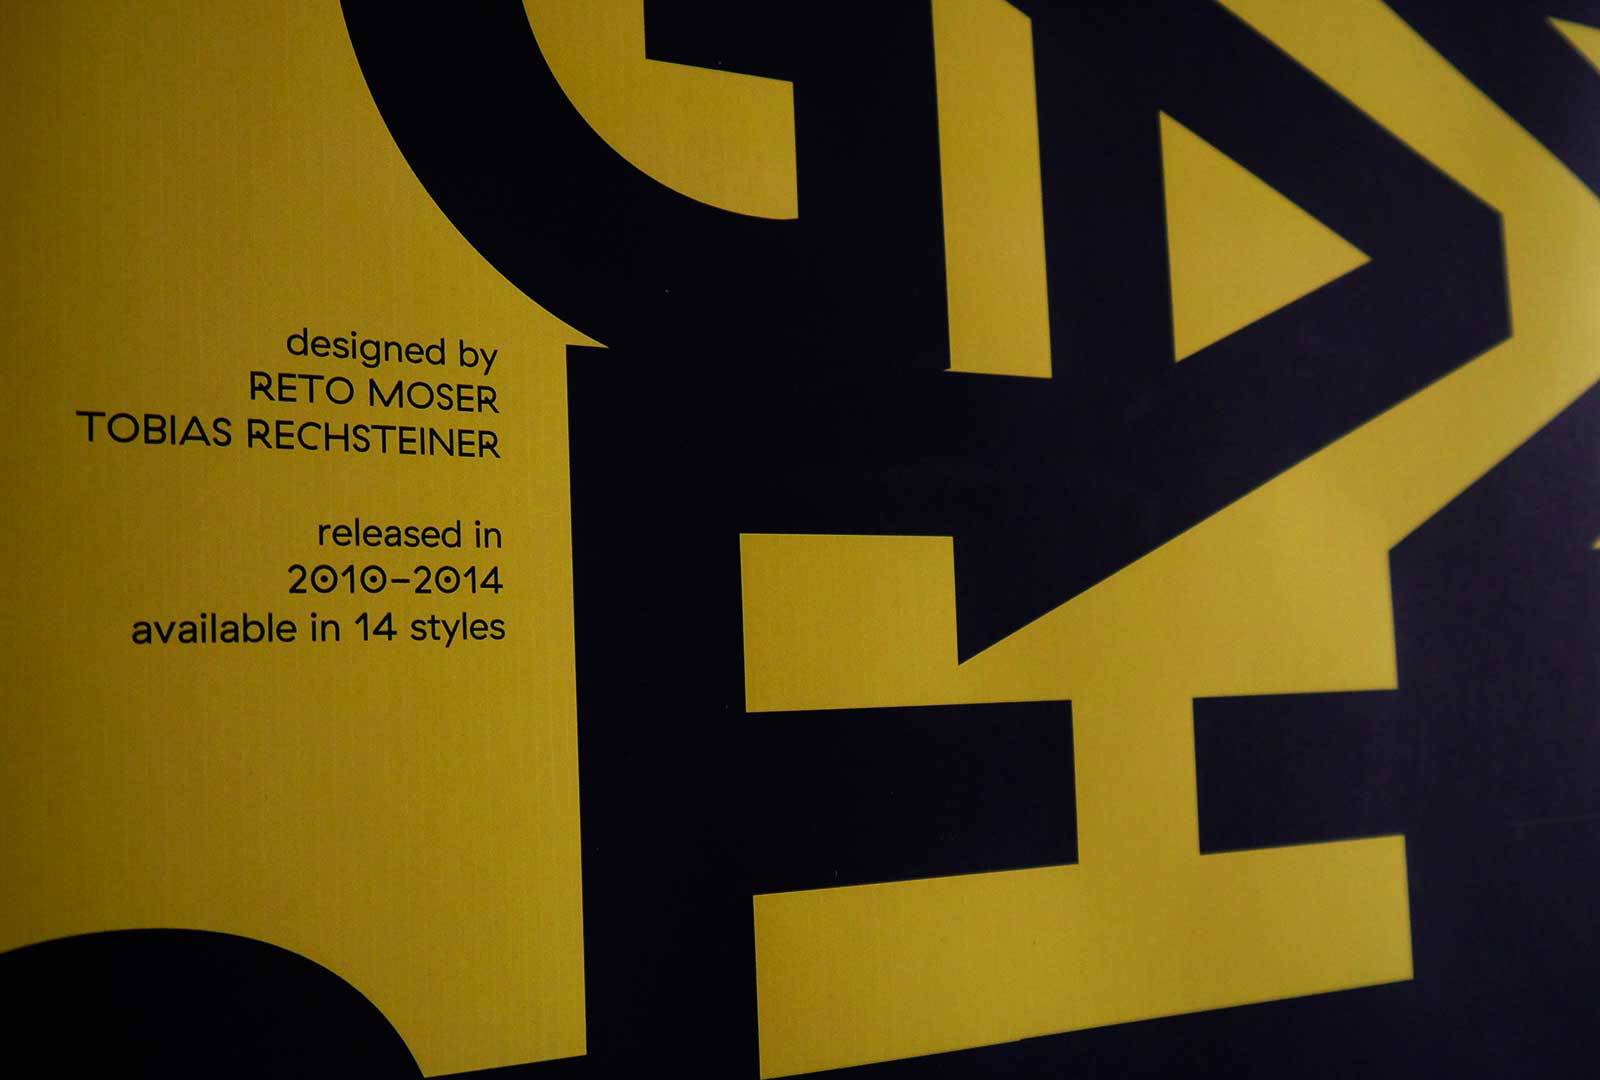 designed by
RETO MOSER
TOBIAS RECHSTEINER
released in
2010–2014
available in 14 styles